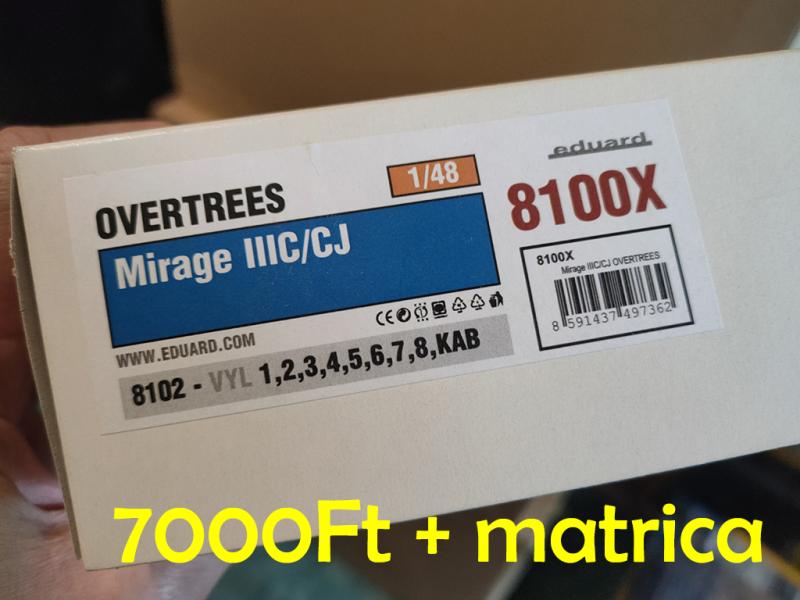 eduard
OVERTREES
1/48
8100X
Mirage IIIC/CJ
8100X
Mirage IIIC/CJ OVERTREES
8 591437 497362
WWW.EDUARD.COM
8102 - VYL 1,2,3,4,5,6,7,8,KAB
7000Ft + matrica